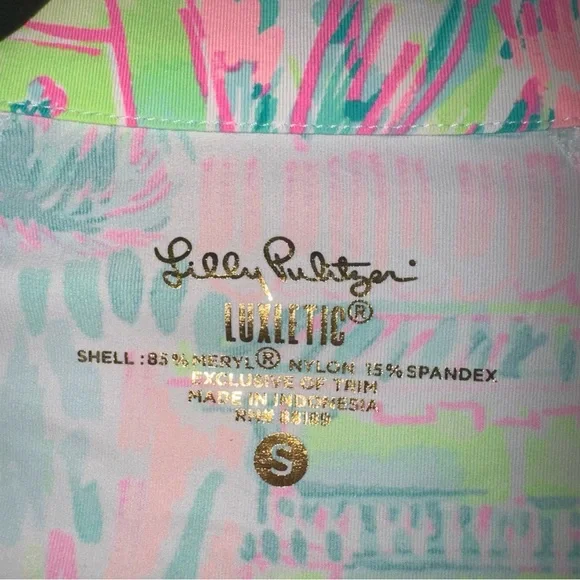 Lilly Pulitzer
LUXLETIC®
SHELL : 85% MERYL® NYLON 15% SPANDEX
EXCLUSIVE OF TRIM
MADE IN INDONESIA
RN#
S